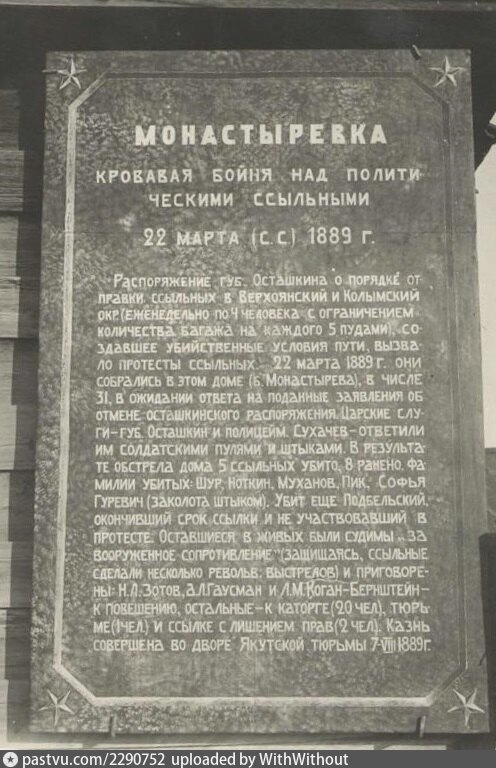 МОНАСТЫРЕВКА
КРОВАВАЯ БОЙНЯ НАД ПОЛИТИ
ЧЕСКИМИ ССЫЛЬНЫМИ
22 МАРТА (С.С.) 1889 Г.
РАСПОРЯЖЕНИЕ ГУБ. ОСТАШКИНА О ПОРЯДКЕ ОТ
ПРАВКИ ССЫЛЬНЫХ В ВЕРХОЯНСКИЙ И КОЛЫМСКИЙ
ОКР. (ЕЖЕНЕДЕЛЬНО ПО 4 ЧЕЛОВЕКА С ОГРАНИЧЕНИЕМ
КОЛИЧЕСТВА БАГАЖА НА КАЖДОГО 5 ПУДАМИ), СО-
ЗДАВШЕЕ УБИЙСТВЕННЫЕ УСЛОВИЯ ПУТИ, ВЫЗВА-
ЛО ПРОТЕСТЫ ССЫЛЬНЫХ. 22 МАРТА 1889 Г. ОНИ
СОБРАЛИСЬ В ЭТОМ ДОМЕ (Б. МОНАСТЫРЕВА), В ЧИСЛЕ
31, В ОЖИДАНИИ ОТВЕТА НА ПОДАННЫЕ ЗАЯВЛЕНИЯ ОБ
ОТМЕНЕ ОСТАШКИНСКОГО РАСПОРЯЖЕНИЯ. ЦАРСКИЕ СЛУ-
ГИ-ГУБ. ОСТАШКИН И ПОЛИЦЕЙМ. СУХАЧЕВ-ОТВЕТИЛИ
ИМ СОЛДАТСКИМИ ПУЛЯМИ И ШТЫКАМИ. В РЕЗУЛЬТА-
ТЕ ОБСТРЕЛА ДОМА 5 ССЫЛЬНЫХ УБИТО, 8 РАНЕНО. ФА-
МИЛИИ УБИТЫХ: ШУР, НОТКИН, МУХАНОВ, ПИК, СОФЬЯ
ГУРЕВИЧ (ЗАКОЛОТА ШТЫКОМ). УБИТ ЕЩЕ ПОДБЕЛЬСКИЙ,
ОКОНЧИВШИЙ СРОК ССЫЛКИ И НЕ УЧАСТВОВАВШИЙ В
ПРОТЕСТЕ. ОСТАВШИЕСЯ В ЖИВЫХ БЫЛИ СУДИМЫ „ЗА
ВООРУЖЕННОЕ СОПРОТИВЛЕНИЕ" (ЗАЩИЩАЯСЬ, ССЫЛЬНЫЕ
СДЕЛАЛИ НЕСКОЛЬКО РЕВОЛЬВ. ВЫСТРЕЛОВ) И ПРИГОВОРЕ-
НЫ: Н.Л. ЗОТОВ, А.Л. ГАУСМАН И Л.М. КОГАН-БЕРНШТЕЙН-
К ПОВЕШЕНИЮ, ОСТАЛЬНЫЕ-К КАТОРГЕ (20 ЧЕЛ.), ТЮРЬ-
МЕ (1 ЧЕЛ.) И ССЫЛКЕ С ЛИШЕНИЕМ ПРАВ (2 ЧЕЛ.). КАЗНЬ
СОВЕРШЕНА ВО ДВОРЕ ЯКУТСКОЙ ТЮРЬМЫ 7-VIII 1889Г.
pastvu.com/2290752 uploaded by WithWithout